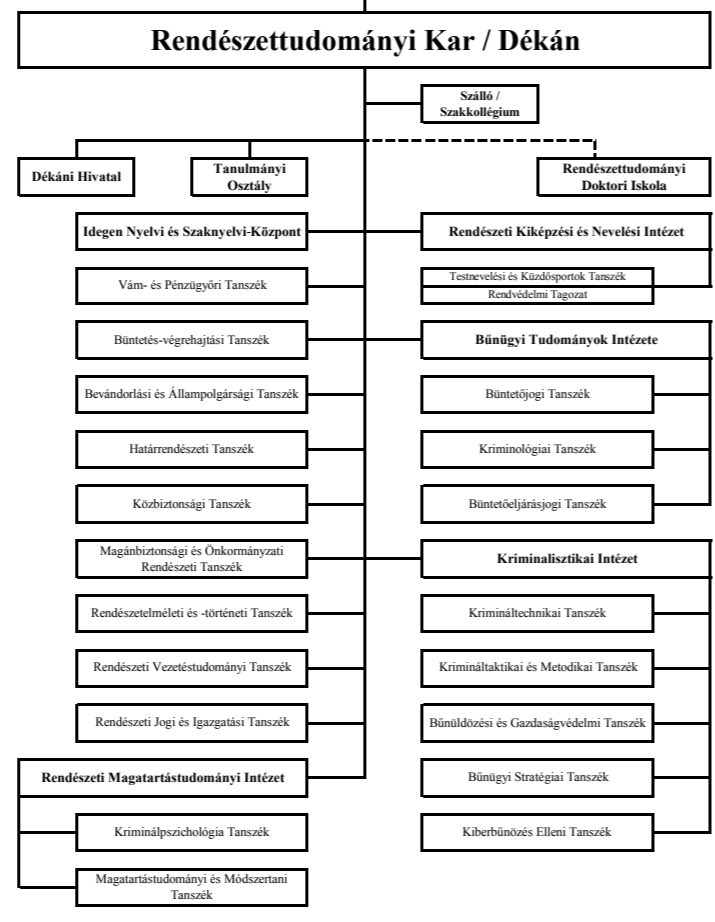 Rendészettudományi Kar / Dékán
Szálló /
Szakkollégium
Dékáni Hivatal
Tanulmányi
Osztály
Rendészettudományi
Doktori Iskola
Idegen Nyelvi és Szaknyelvi-Központ
Rendészeti Kiképzési és Nevelési Intézet
Vám- és Pénzügyőri Tanszék
Testnevelési és Küzdősportok Tanszék
Rendvédelmi Tagozat
Büntetés-végrehajtási Tanszék
Bűnügyi Tudományok Intézete
Bevándorlási és Állampolgársági Tanszék
Büntetőjogi Tanszék
Határrendészeti Tanszék
Kriminológiai Tanszék
Közbiztonsági Tanszék
Büntetőeljárásjogi Tanszék
Magánbiztonsági és Önkormányzati
Rendészeti Tanszék
Kriminalisztikai Intézet
Rendészetelméleti és -történeti Tanszék
Krimináltechnikai Tanszék
Rendészeti Vezetéstudományi Tanszék
Krimináltaktikai és Metodikai Tanszék
Rendészeti Jogi és Igazgatási Tanszék
Bűnüldözési és Gazdaságvédelmi Tanszék
Rendészeti Magatartástudományi Intézet
Bűnügyi Stratégiai Tanszék
Kriminálpszichológia Tanszék
Kiberbűnözés Elleni Tanszék
Magatartástudományi és Módszertani
Tanszék